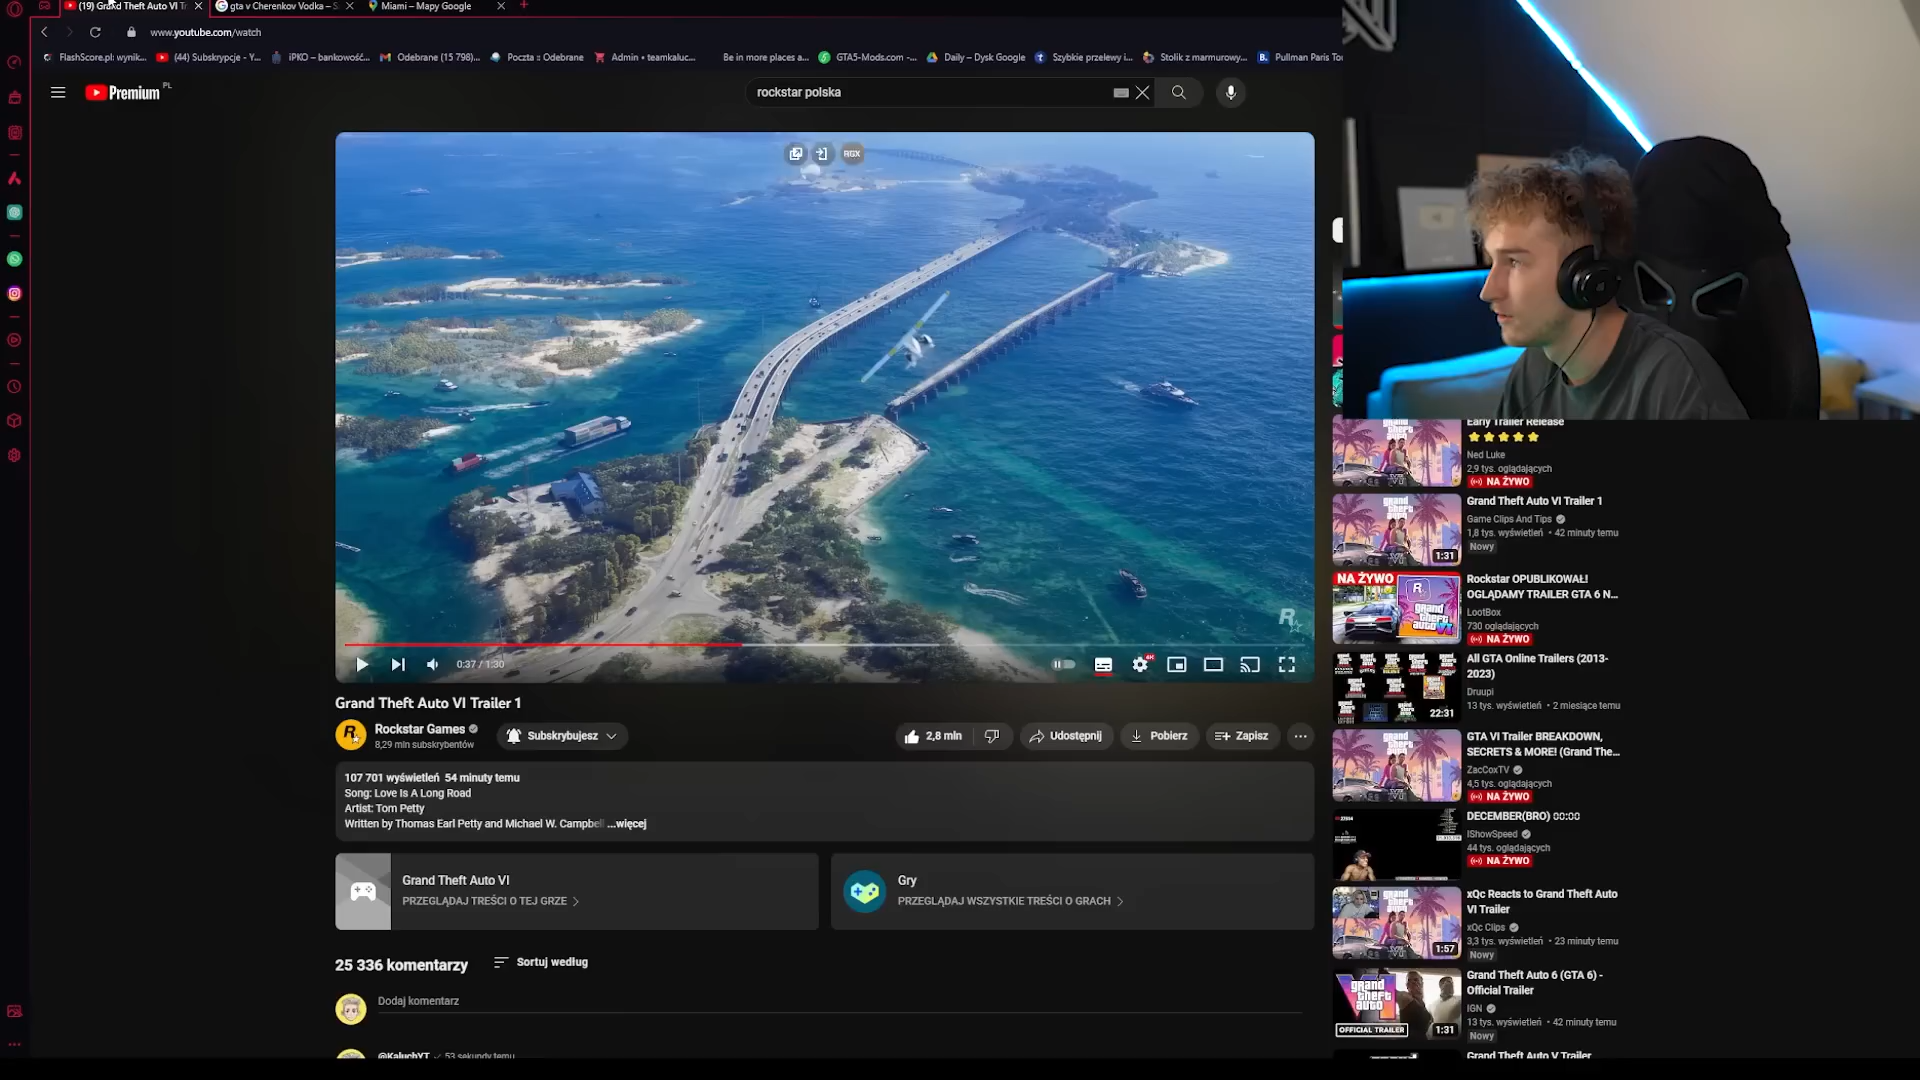 (19) Grand Theft Auto VI Tr
gta v Cherenkov Vodka – S
Miami – Mapy Google
www.youtube.com/watch
FlashScore.pl: wynik...
(44) Subskrypcje - Y...
iPKO – bankowość...
Odebrane (15 798)...
Poczta :: Odebrane
Admin • teamkaluc...
Be in more places a...
GTA5-Mods.com -...
Daily – Dysk Google
Szybkie przelewy i...
Stolik z marmurowy...
Pullman Paris Tou
Premium PL
rockstar polska
RGX
0:37 / 1:30
Grand Theft Auto VI Trailer 1
Rockstar Games
8,29 mln subskrybentów
Subskrybujesz
2,8 mln
Udostępnij
Pobierz
Zapisz
107 701 wyświetleń 54 minuty temu
Song: Love Is A Long Road
Artist: Tom Petty
Written by Thomas Earl Petty and Michael W. Campbell ...więcej
Grand Theft Auto VI
PRZEGLĄDAJ TREŚCI O TEJ GRZE
Gry
PRZEGLĄDAJ WSZYSTKIE TREŚCI O GRACH
25 336 komentarzy
Sortuj według
Dodaj komentarz
@KaluchYT
53 sekundy temu
Early Trailer Release
Ned Luke
2,9 tys. oglądających
NA ŻYWO
Grand Theft Auto VI Trailer 1
Game Clips And Tips
1,8 tys. wyświetleń • 42 minuty temu
Nowy
1:31
NA ŻYWO
Rockstar OPUBLIKOWAŁ!
OGLĄDAMY TRAILER GTA 6 N...
LootBox
730 oglądających
NA ŻYWO
All GTA Online Trailers (2013-
2023)
Druupi
13 tys. wyświetleń • 2 miesiące temu
22:31
GTA VI Trailer BREAKDOWN,
SECRETS & MORE! (Grand The...
ZacCoxTV
4,5 tys. oglądających
NA ŻYWO
DECEMBER(BRO) 00:00
IShowSpeed
44 tys. oglądających
NA ŻYWO
xQc Reacts to Grand Theft Auto
VI Trailer
xQc Clips
3,3 tys. wyświetleń • 23 minuty temu
Nowy
1:57
Grand Theft Auto 6 (GTA 6) -
Official Trailer
IGN
13 tys. wyświetleń • 42 minuty temu
Nowy
OFFICIAL TRAILER
1:31
Grand Theft Auto V Trailer